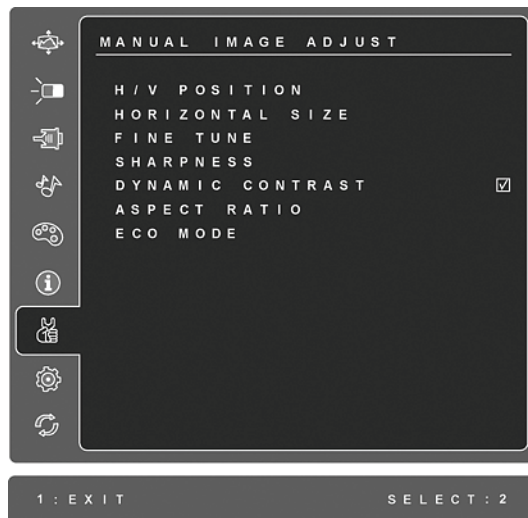 MANUAL IMAGE ADJUST
H/V POSITION
HORIZONTAL SIZE
FINE TUNE
SHARPNESS
DYNAMIC CONTRAST
ASPECT RATIO
ECO MODE
1:EXIT SELECT:2